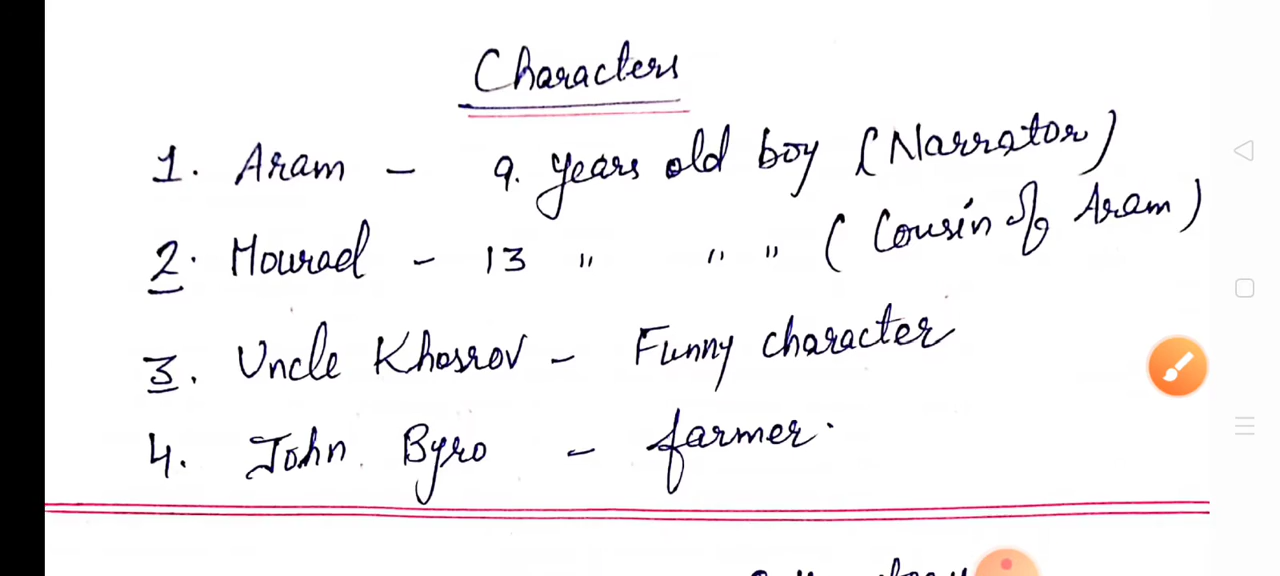 Characters
1. Aram - 9. years old boy (Narrator)
2. Mourad - 13 " " " (Cousin of Aram)
3. Uncle Khosrov - Funny character
4. John Byro - farmer.